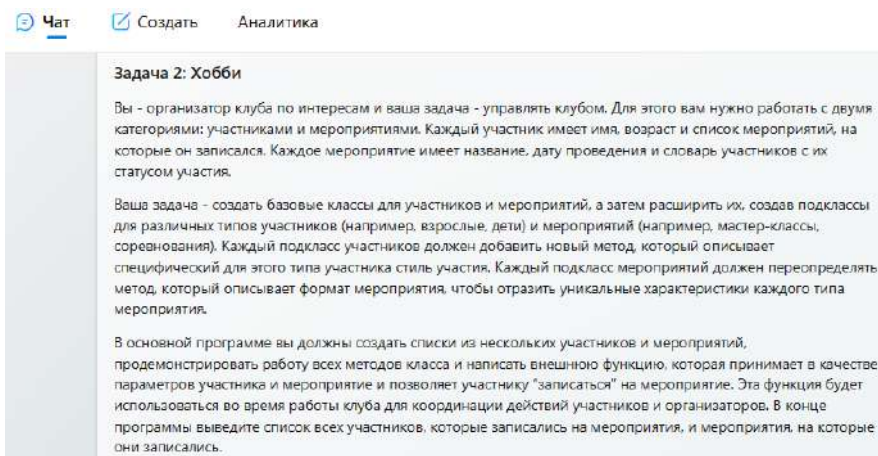 Чат Создать Аналитика
Задача 2: Хобби
Вы - организатор клуба по интересам и ваша задача - управлять клубом. Для этого вам нужно работать с двумя
категориями: участниками и мероприятиями. Каждый участник имеет имя, возраст и список мероприятий, на
которые он записался. Каждое мероприятие имеет название, дату проведения и словарь участников с их
статусом участия.
Ваша задача - создать базовые классы для участников и мероприятий, а затем расширить их, создав подклассы
для различных типов участников (например, взрослые, дети) и мероприятий (например, мастер-классы,
соревнования). Каждый подкласс участников должен добавить новый метод, который описывает
специфический для этого типа участника стиль участия. Каждый подкласс мероприятий должен переопределять
метод, который описывает формат мероприятия, чтобы отразить уникальные характеристики каждого типа
мероприятия.
В основной программе вы должны создать списки из нескольких участников и мероприятий,
продемонстрировать работу всех методов класса и написать внешнюю функцию, которая принимает в качестве
параметров участника и мероприятие и позволяет участнику "записаться" на мероприятие. Эта функция будет
использоваться во время работы клуба для координации действий участников и организаторов. В конце
программы выведите список всех участников, которые записались на мероприятия, и мероприятия, на которые
они записались.